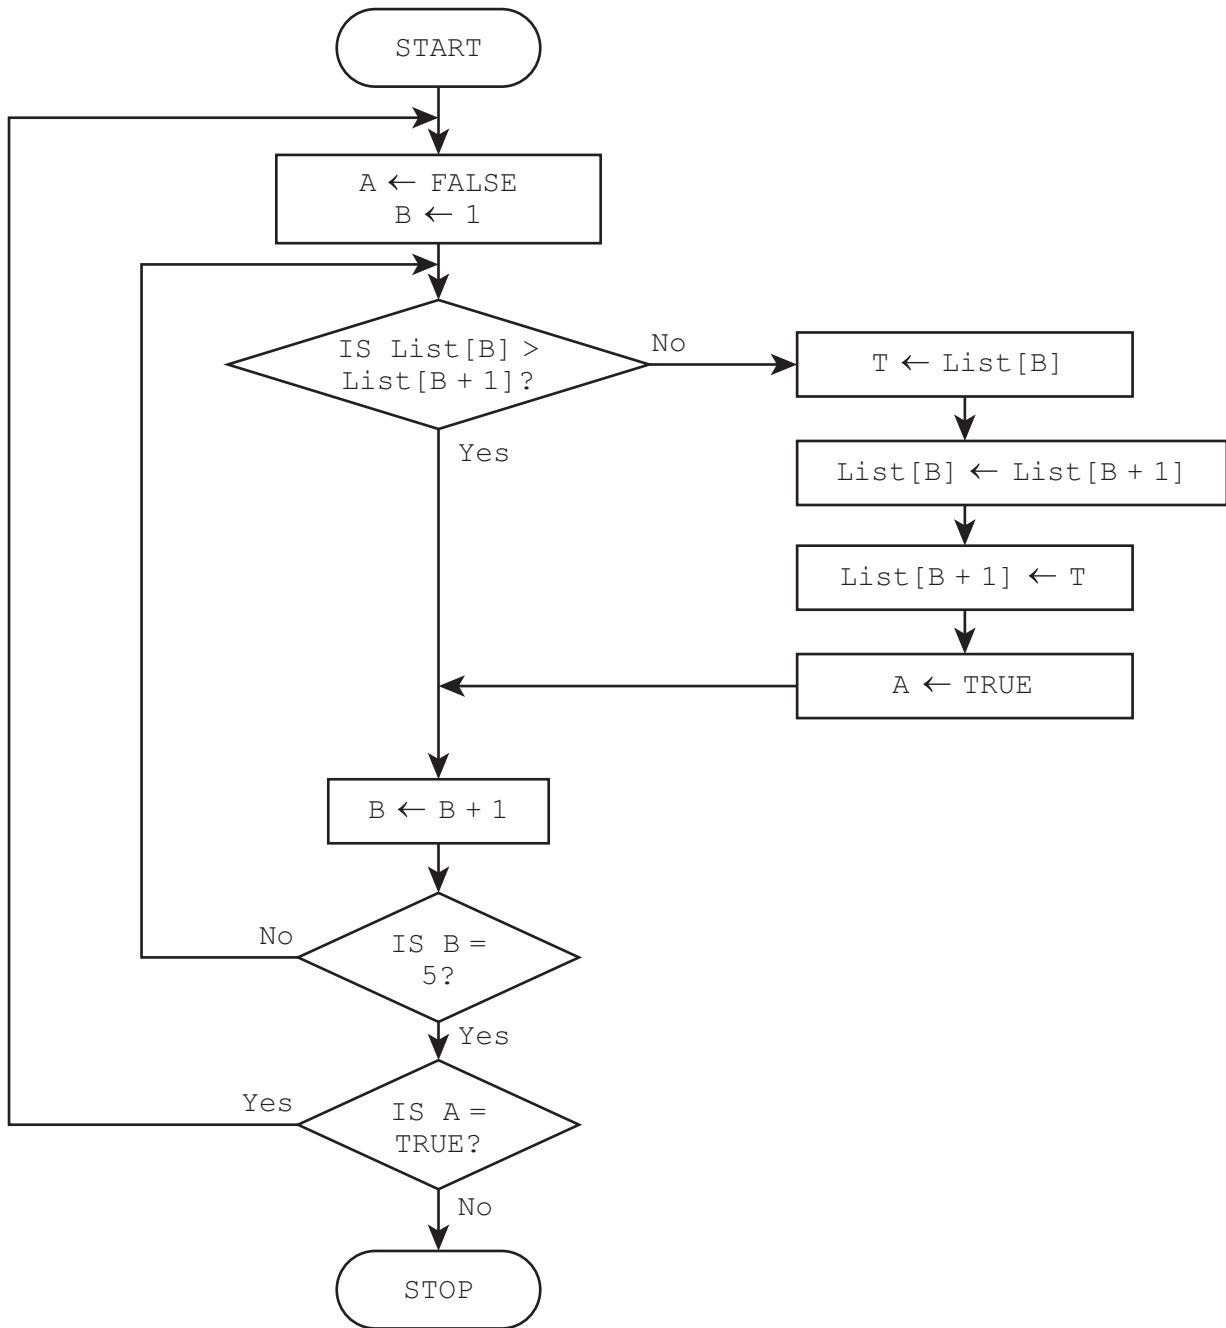 START
A ← FALSE
B ← 1
IS List[B] >
List[B + 1]?
No
T ← List[B]
Yes
List[B] ← List[B + 1]
List[B + 1] ← T
A ← TRUE
B ← B + 1
No
IS B =
5?
Yes
Yes
IS A =
TRUE?
No
STOP